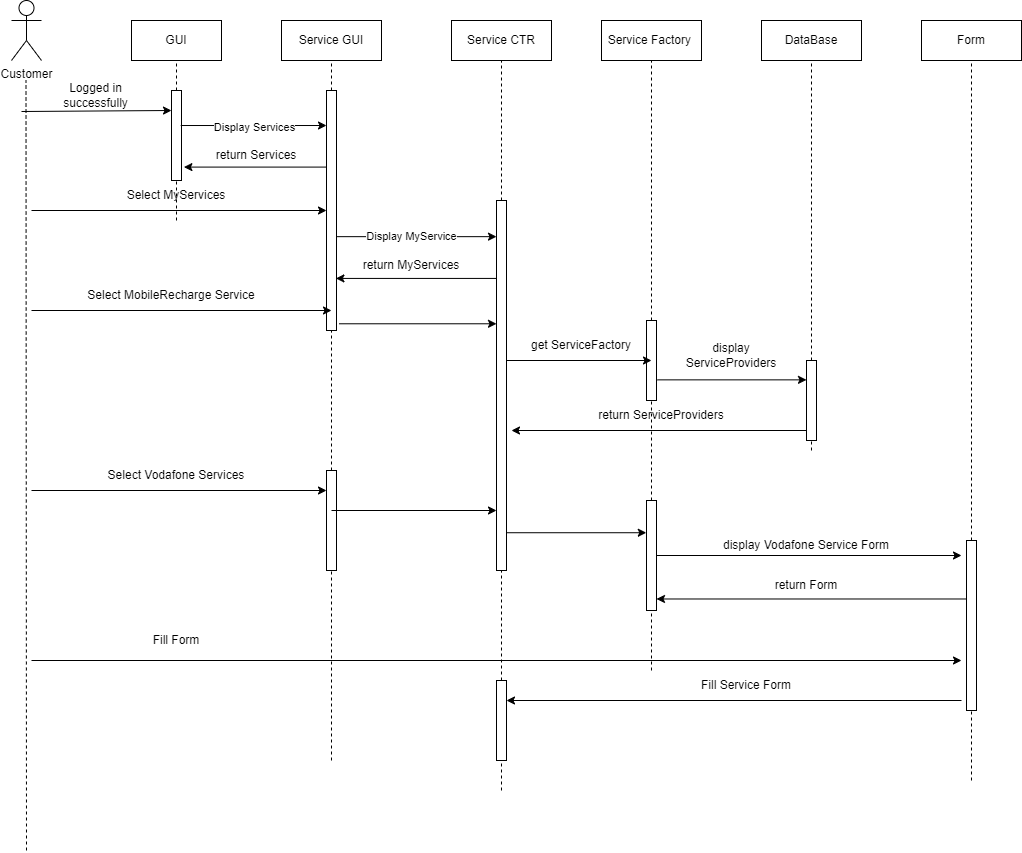 GUI
Service GUI
Service CTR
Service Factory
DataBase
Form
Customer
Logged in
successfully
Display Services
return Services
Select MyServices
Display MyService
return MyServices
Select MobileRecharge Service
get ServiceFactory
display
ServiceProviders
return ServiceProviders
Select Vodafone Services
display Vodafone Service Form
return Form
Fill Form
Fill Service Form